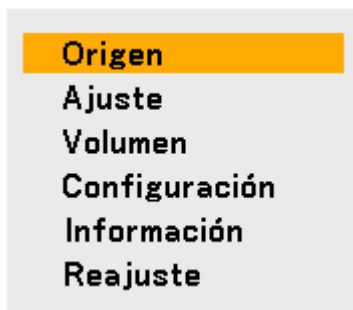 Origen
Ajuste
Volumen
Configuración
Información
Reajuste